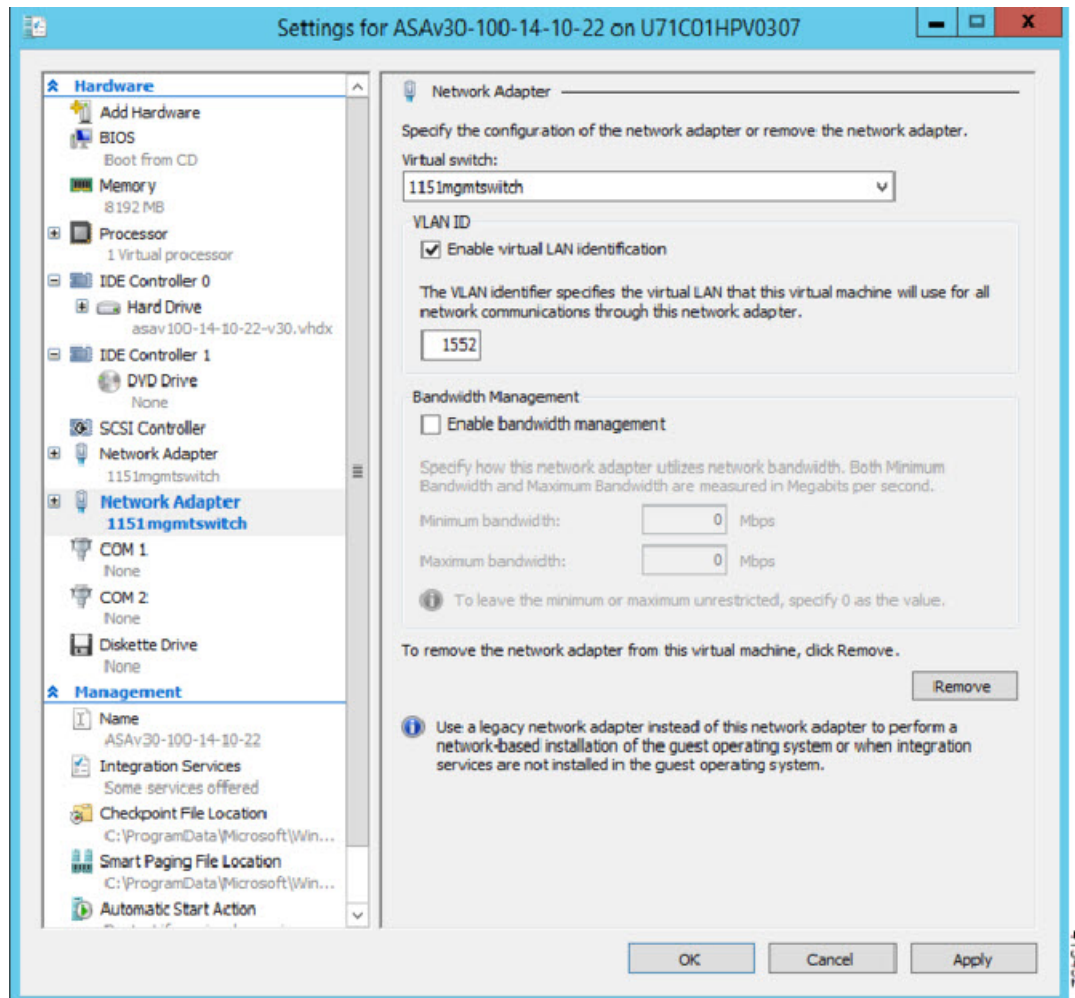 Settings for ASAv30-100-14-10-22 on U71C01HPV0307
Hardware
Add Hardware
BIOS
Boot from CD
Memory
8192 MB
Processor
1 Virtual processor
IDE Controller 0
Hard Drive
asav100-14-10-22-v30.vhdx
IDE Controller 1
DVD Drive
None
SCSI Controller
Network Adapter
1151mgmtswitch
Network Adapter
1151mgmtswitch
COM 1
None
COM 2
None
Diskette Drive
None
Management
Name
ASAv30-100-14-10-22
Integration Services
Some services offered
Checkpoint File Location
C:\ProgramData\Microsoft\Win...
Smart Paging File Location
C:\ProgramData\Microsoft\Win...
Automatic Start Action
Network Adapter
Specify the configuration of the network adapter or remove the network adapter.
Virtual switch:
1151mgmtswitch
VLAN ID
Enable virtual LAN identification
The VLAN identifier specifies the virtual LAN that this virtual machine will use for all
network communications through this network adapter.
1552
Bandwidth Management
Enable bandwidth management
Specify how this network adapter utilizes network bandwidth. Both Minimum
Bandwidth and Maximum Bandwidth are measured in Megabits per second.
Minimum bandwidth: 0 Mbps
Maximum bandwidth: 0 Mbps
To leave the minimum or maximum unrestricted, specify 0 as the value.
To remove the network adapter from this virtual machine, click Remove.
Remove
Use a legacy network adapter instead of this network adapter to perform a
network-based installation of the guest operating system or when integration
services are not installed in the guest operating system.
OK Cancel Apply